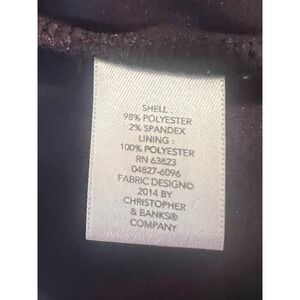 SHELL :
98% POLYESTER
2% SPANDEX
LINING :
100% POLYESTER
RN 63823
04827-6096
FABRIC DESIGN©
2014 BY
CHRISTOPHER
& BANKS®
COMPANY